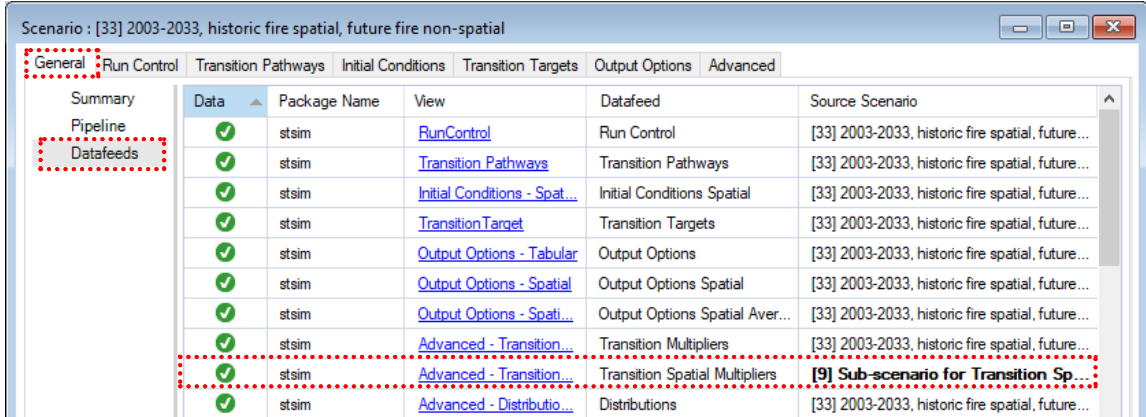 Scenario : [33] 2003-2033, historic fire spatial, future fire non-spatial
General Run Control Transition Pathways Initial Conditions Transition Targets Output Options Advanced
Summary
Pipeline
Datafeeds
Data Package Name View Datafeed Source Scenario
stsim RunControl Run Control [33] 2003-2033, historic fire spatial, future...
stsim Transition Pathways Transition Pathways [33] 2003-2033, historic fire spatial, future...
stsim Initial Conditions - Spat... Initial Conditions Spatial [33] 2003-2033, historic fire spatial, future...
stsim TransitionTarget Transition Targets [33] 2003-2033, historic fire spatial, future...
stsim Output Options - Tabular Output Options [33] 2003-2033, historic fire spatial, future...
stsim Output Options - Spatial Output Options Spatial [33] 2003-2033, historic fire spatial, future...
stsim Output Options - Spati... Output Options Spatial Aver... [33] 2003-2033, historic fire spatial, future...
stsim Advanced - Transition... Transition Multipliers [33] 2003-2033, historic fire spatial, future...
stsim Advanced - Transition... Transition Spatial Multipliers [9] Sub-scenario for Transition Sp...
stsim Advanced - Distributio... Distributions [33] 2003-2033, historic fire spatial, future...